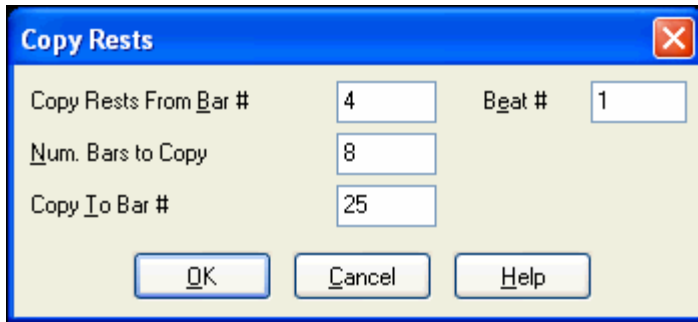 Copy Rests
Copy Rests From Bar # 4 Beat # 1
Num. Bars to Copy 8
Copy To Bar # 25
OK Cancel Help